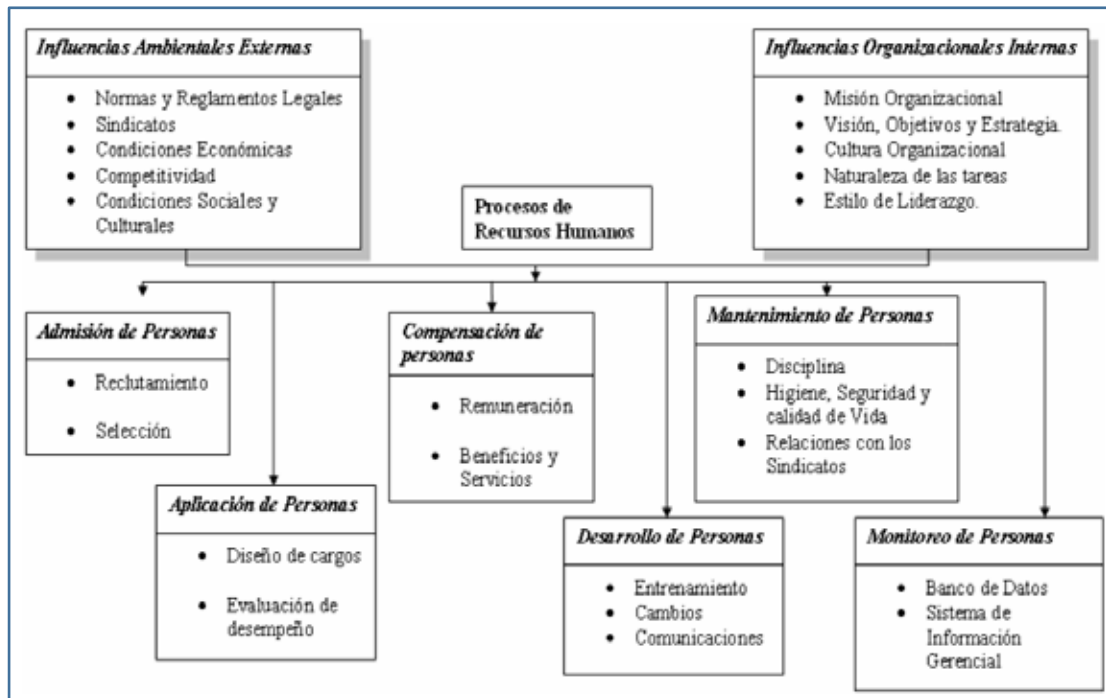 Influencias Ambientales Externas
• Normas y Reglamentos Legales
• Sindicatos
• Condiciones Económicas
• Competitividad
• Condiciones Sociales y
Culturales
Influencias Organizacionales Internas
• Misión Organizacional
• Visión, Objetivos y Estrategia.
• Cultura Organizacional
• Naturaleza de las tareas
• Estilo de Liderazgo.
Procesos de
Recursos Humanos
Admisión de Personas
• Reclutamiento
• Selección
Aplicación de Personas
• Diseño de cargos
• Evaluación de
desempeño
Compensación de
personas
• Remuneración
• Beneficios y
Servicios
Desarrollo de Personas
• Entrenamiento
• Cambios
• Comunicaciones
Mantenimiento de Personas
• Disciplina
• Higiene, Seguridad y
calidad de Vida
• Relaciones con los
Sindicatos
Monitoreo de Personas
• Banco de Datos
• Sistema de
Información
Gerencial